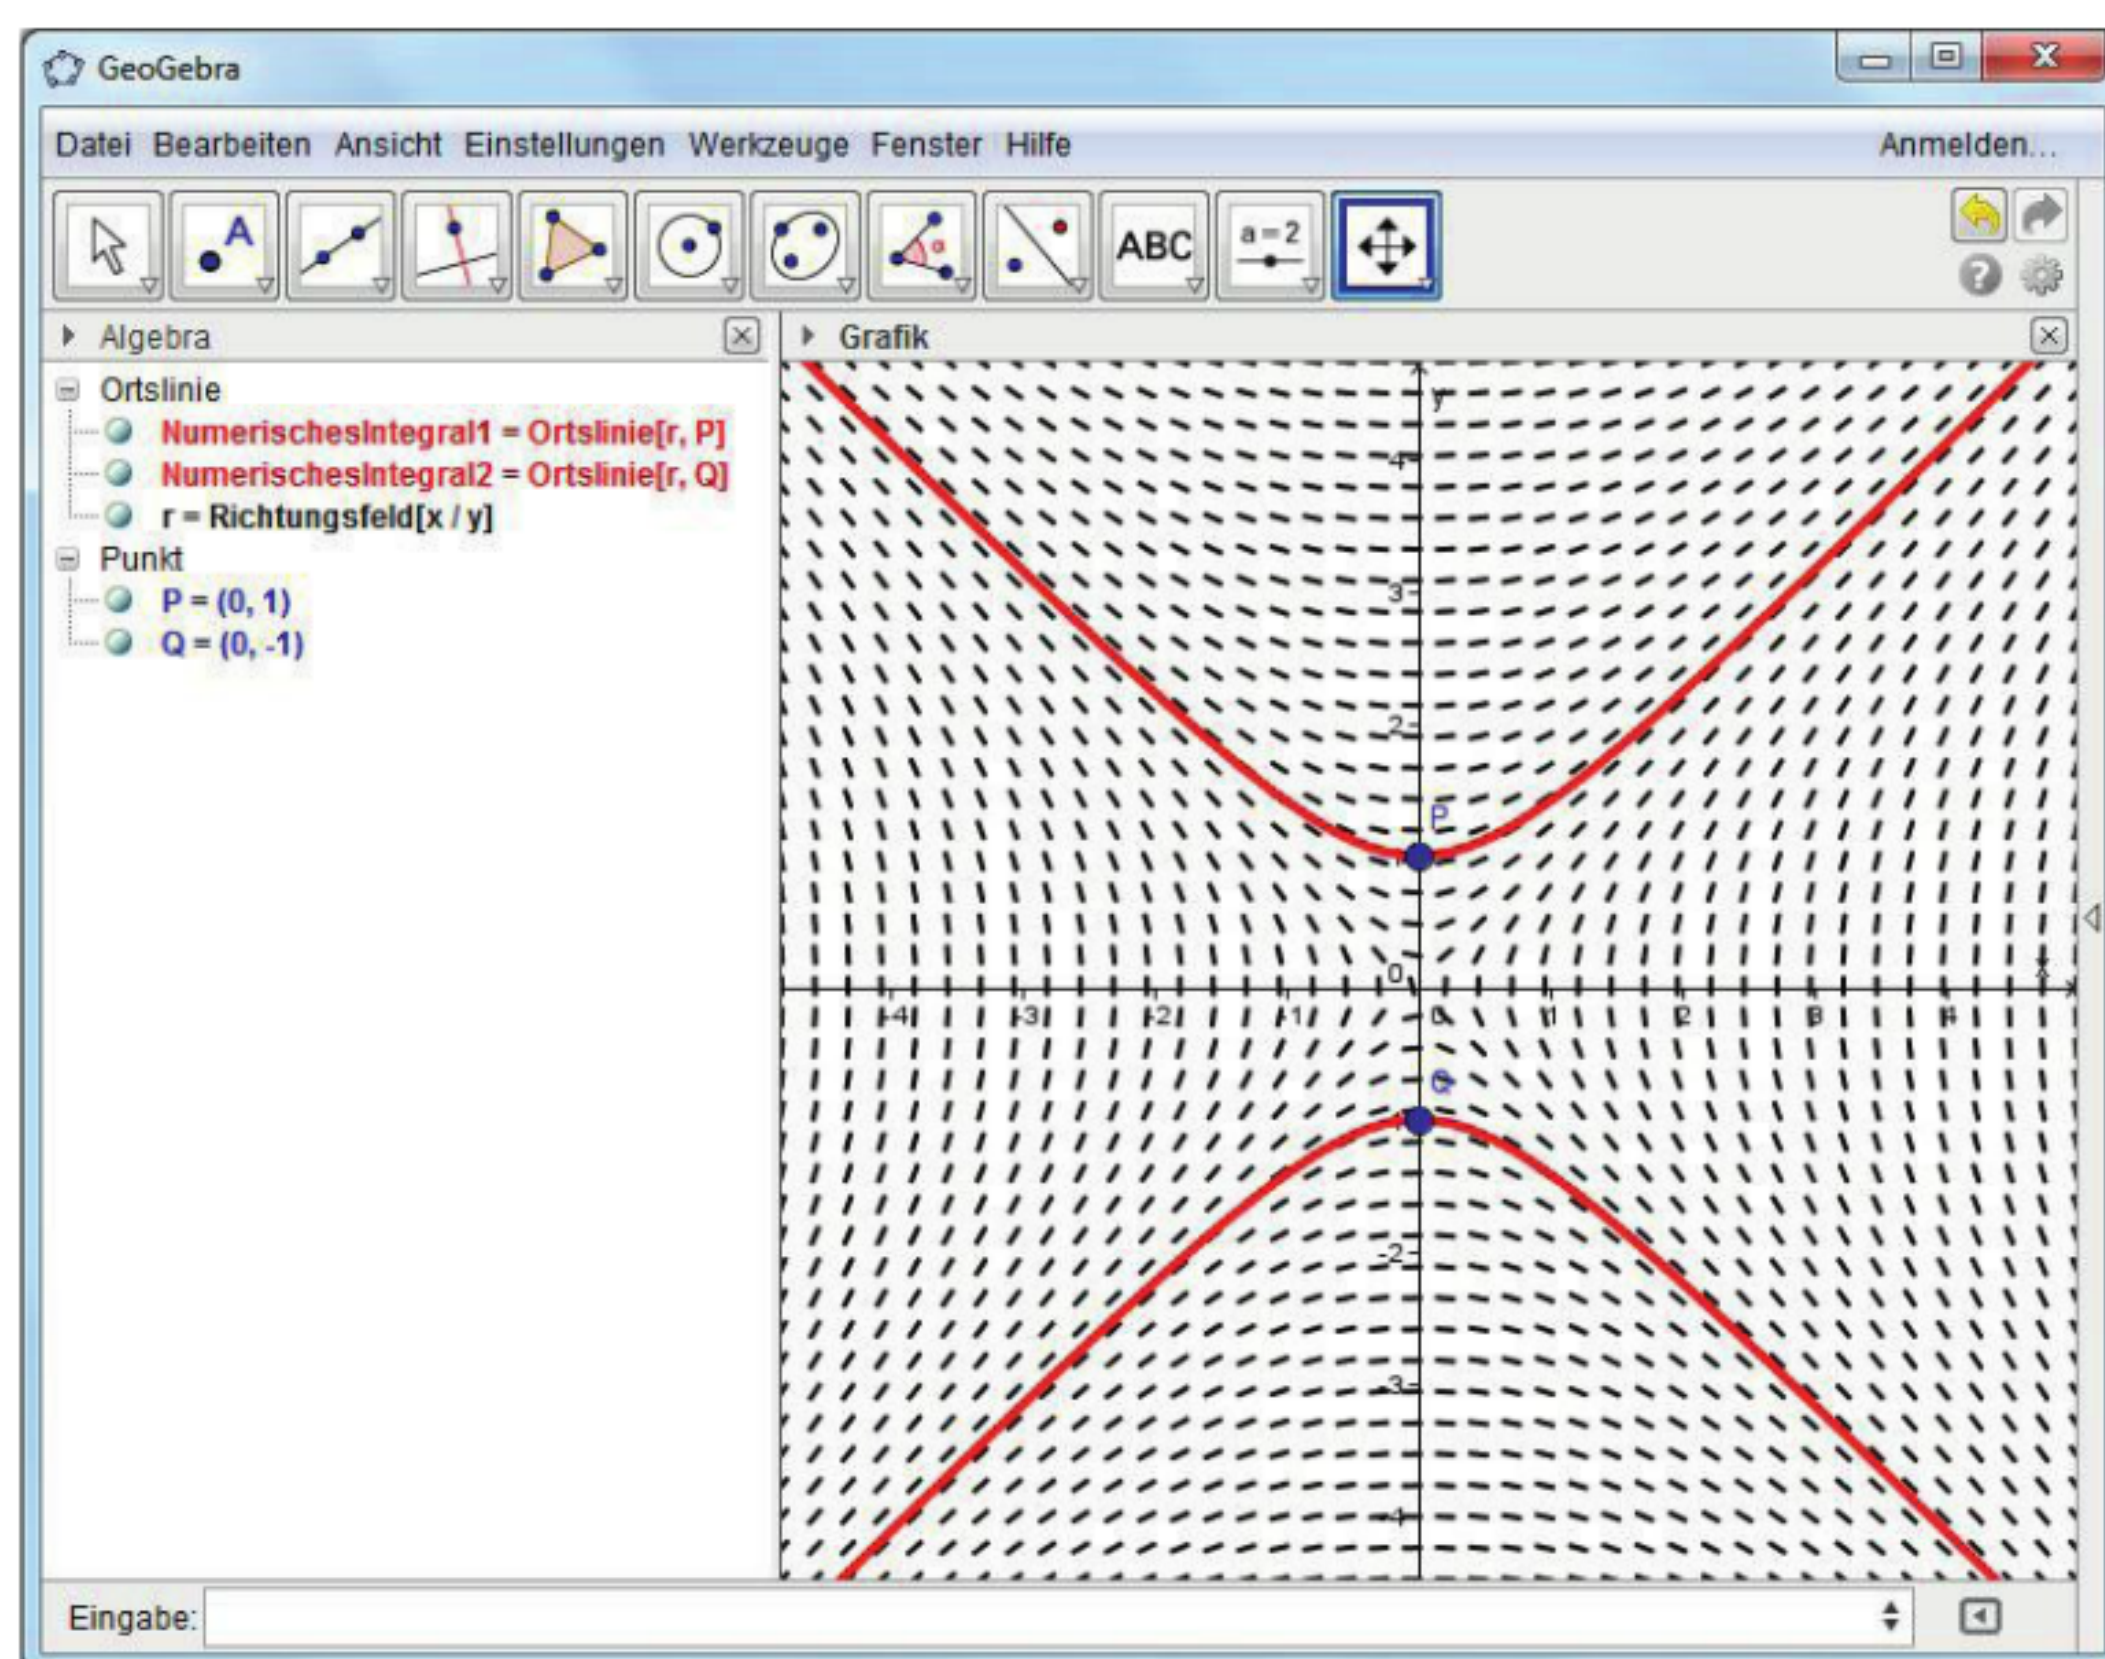 GeoGebra
Datei Bearbeiten Ansicht Einstellungen Werkzeuge Fenster Hilfe Anmelden...
A ABC a = 2
α
Algebra
Grafik
Ortslinie
NumerischesIntegral1 = Ortslinie[r, P]
NumerischesIntegral2 = Ortslinie[r, Q]
r = Richtungsfeld[x / y]
Punkt
P = (0, 1)
Q = (0, -1)
y
4
3
2
P
1
0
x
-4 -3 -2 -1 0 1 2 3 4
Q
-1
-2
-3
-4
Eingabe: